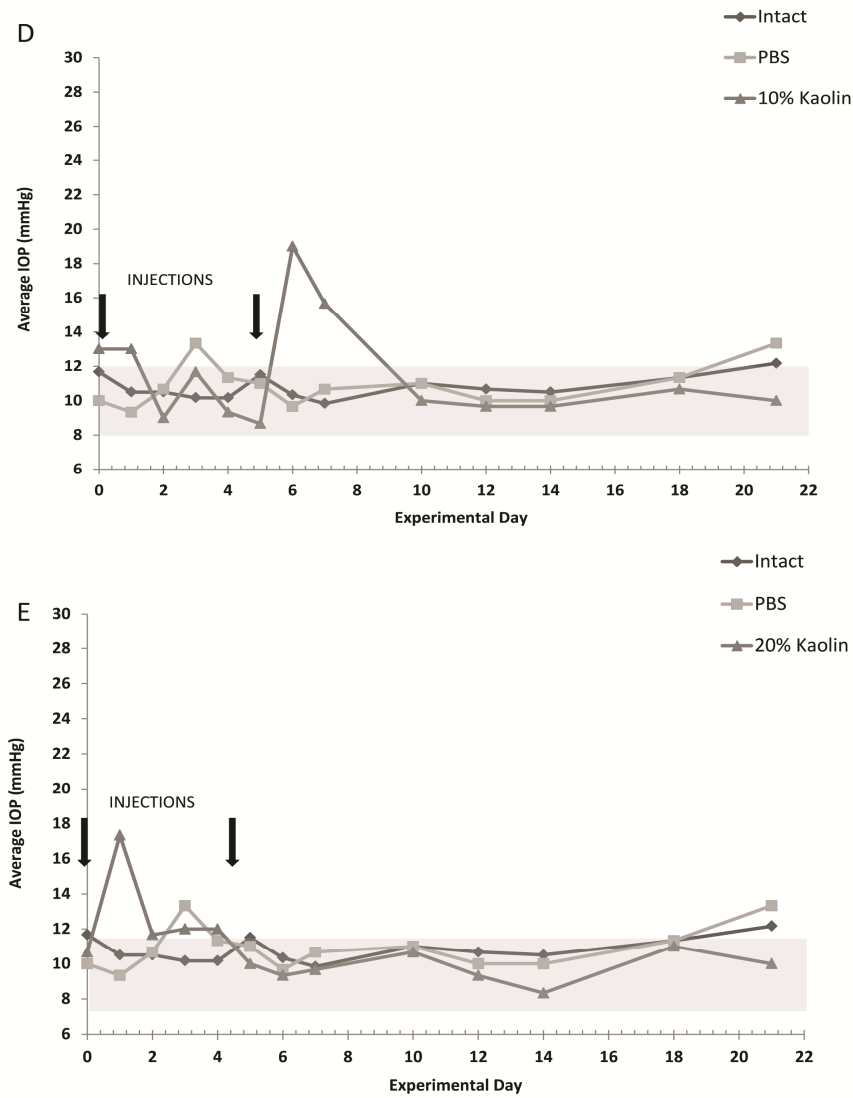 D
Intact
PBS
10% Kaolin
30
28
26
24
22
20
18
16
14
12
10
8
6
Average IOP (mmHg)
INJECTIONS
0 2 4 6 8 10 12 14 16 18 20 22
Experimental Day
E
Intact
PBS
20% Kaolin
30
28
26
24
22
20
18
16
14
12
10
8
6
Average IOP (mmHg)
INJECTIONS
0 2 4 6 8 10 12 14 16 18 20 22
Experimental Day